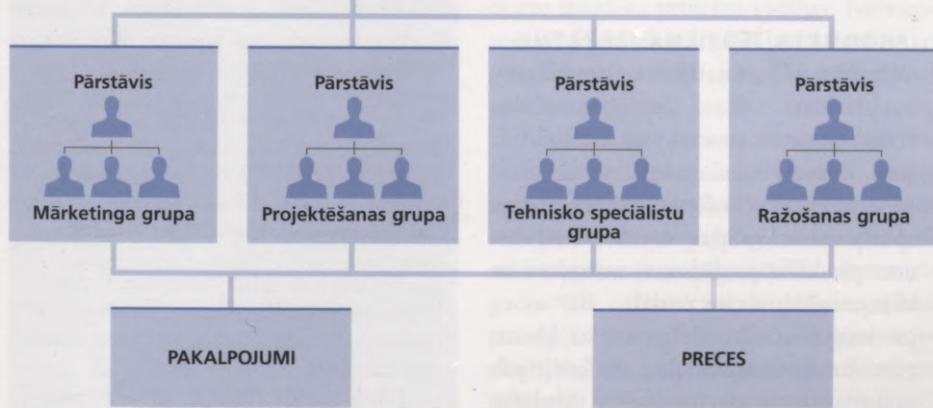 Pārstāvis
Mārketinga grupa
Pārstāvis
Projektēšanas grupa
Pārstāvis
Tehnisko speciālistu
grupa
Pārstāvis
Ražošanas grupa
PAKALPOJUMI
PRECES